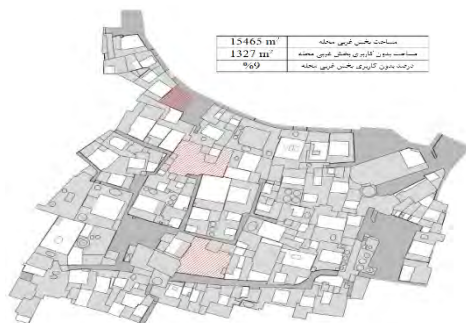 مساحت بخش غربی محله 15465 m²
مساحت بدون کاربری بخش غربی محله 1327 m²
درصد بدون کاربری بخش غربی محله %9